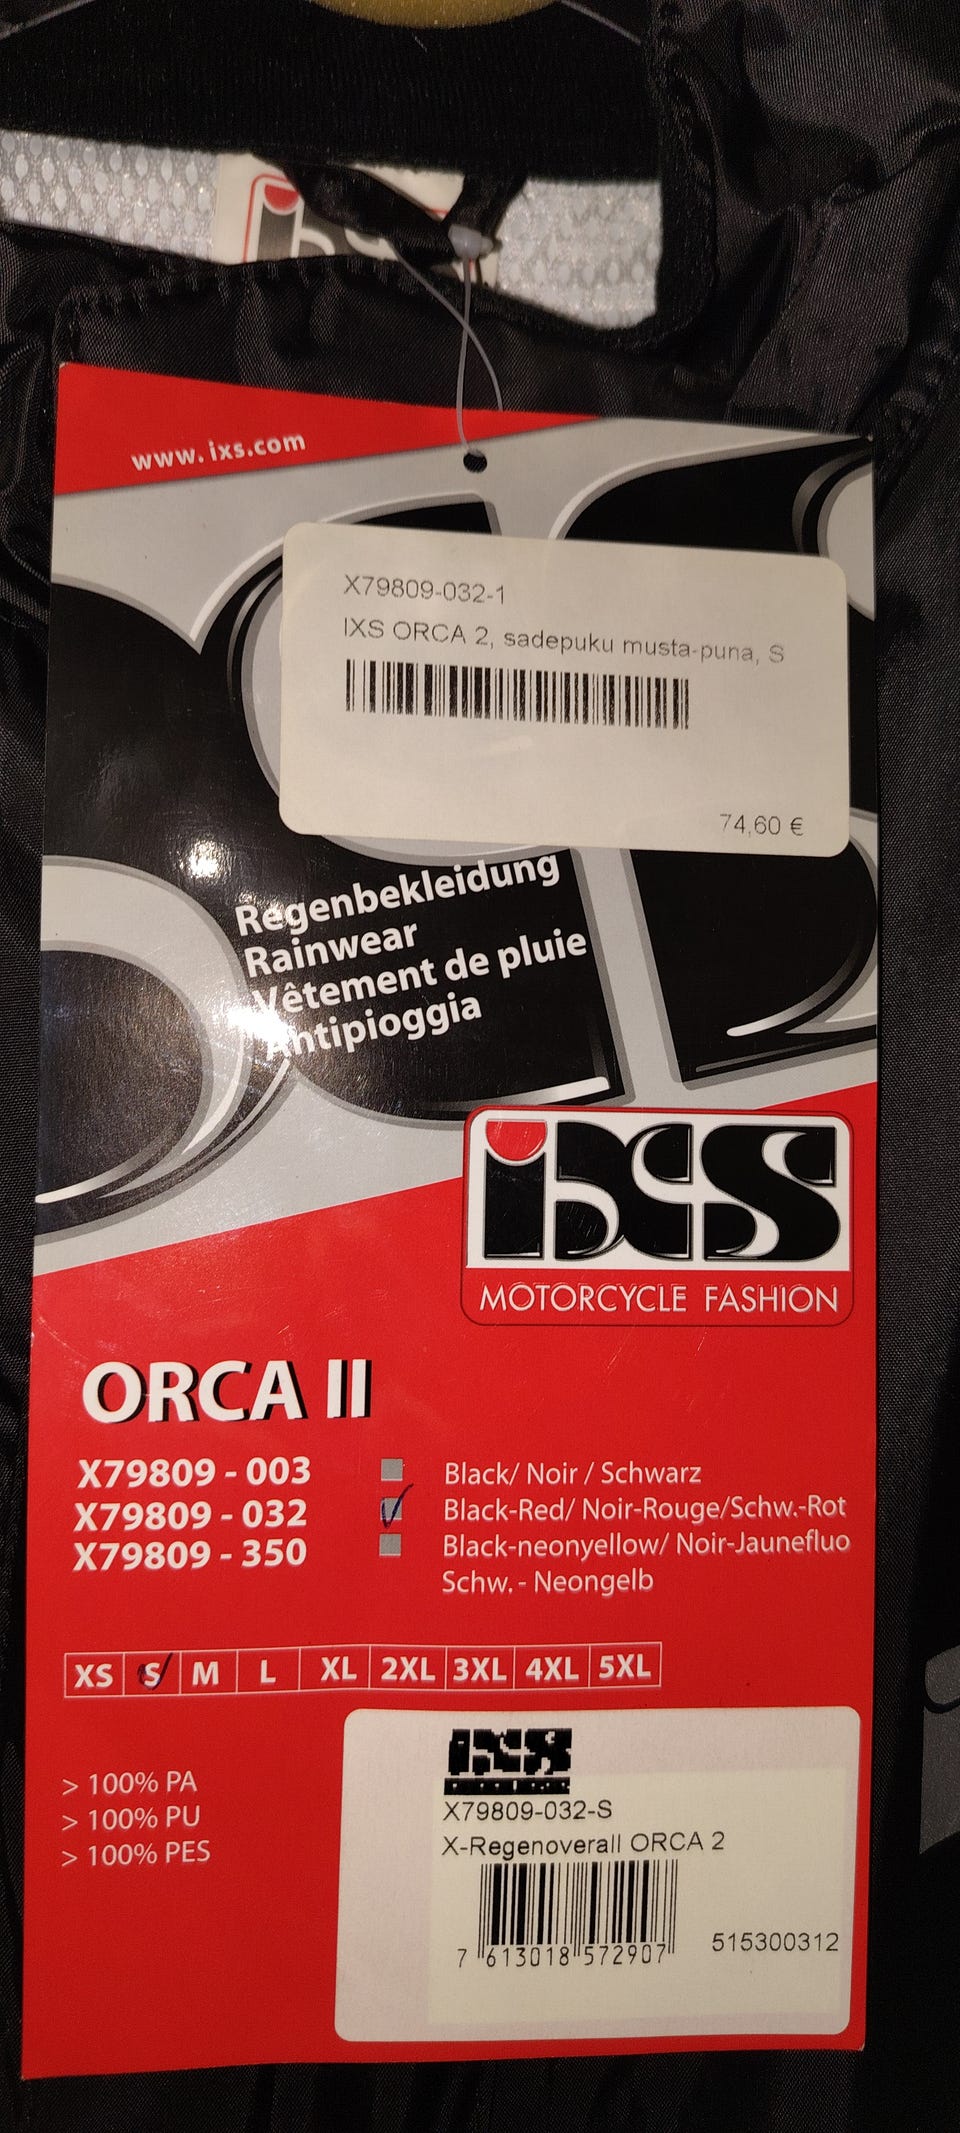 www.ixs.com
X79809-032-1
IXS ORCA 2, sadepuku musta-puna, S
74,60 €
Regenbekleidung
Rainwear
Vêtement de pluie
Antipioggia
iXS
MOTORCYCLE FASHION
ORCA II
X79809 - 003 Black/ Noir / Schwarz
X79809 - 032 Black-Red/ Noir-Rouge/Schw.-Rot
X79809 - 350 Black-neonyellow/ Noir-Jaunefluo
Schw. - Neongelb
XS S M L XL 2XL 3XL 4XL 5XL
> 100% PA
> 100% PU
> 100% PES
iXS
X79809-032-S
X-Regenoverall ORCA 2
7 613018 572907
515300312